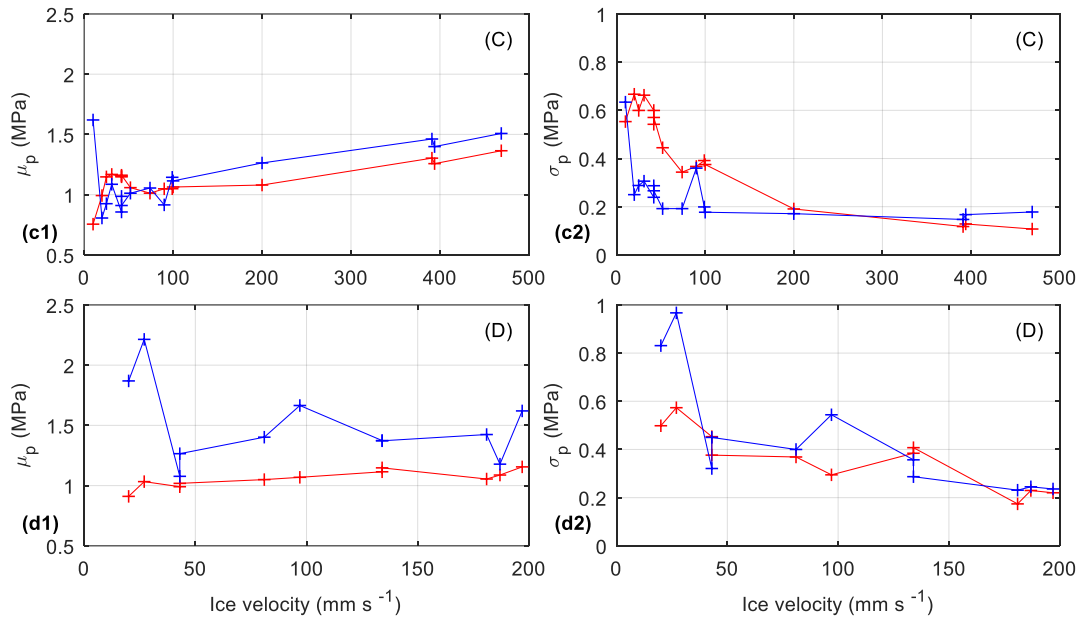 2.5
2
1.5
1
0.5
μp (MPa)
(C)
(c1)
0 100 200 300 400 500
1
0.8
0.6
0.4
0.2
0
σp (MPa)
(C)
(c2)
0 100 200 300 400 500
2.5
2
1.5
1
0.5
μp (MPa)
(D)
(d1)
0 50 100 150 200
Ice velocity (mm s -1)
1
0.8
0.6
0.4
0.2
0
σp (MPa)
(D)
(d2)
0 50 100 150 200
Ice velocity (mm s -1)